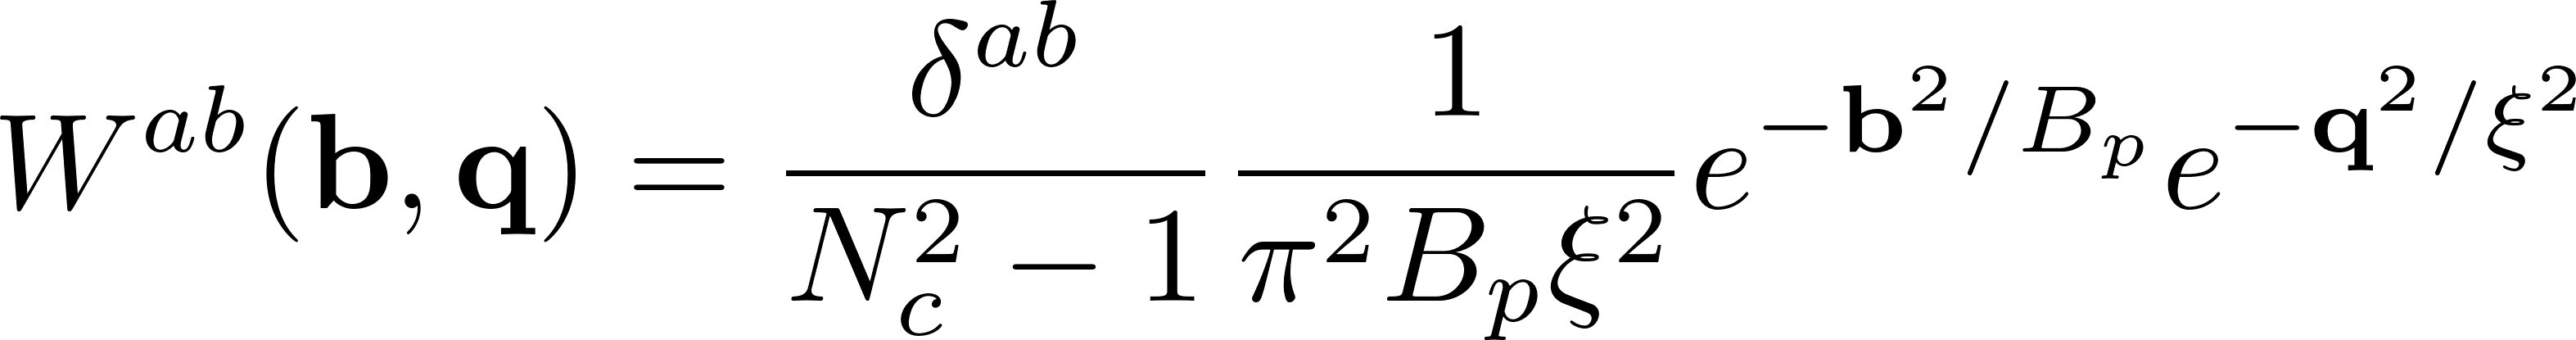 $W^{ab}(\mathbf{b}, \mathbf{q}) = \frac{\delta^{ab}}{N_c^2 - 1} \frac{1}{\pi^2 B_p \xi^2} e^{-\mathbf{b}^2/B_p} e^{-\mathbf{q}^2/\xi^2}$